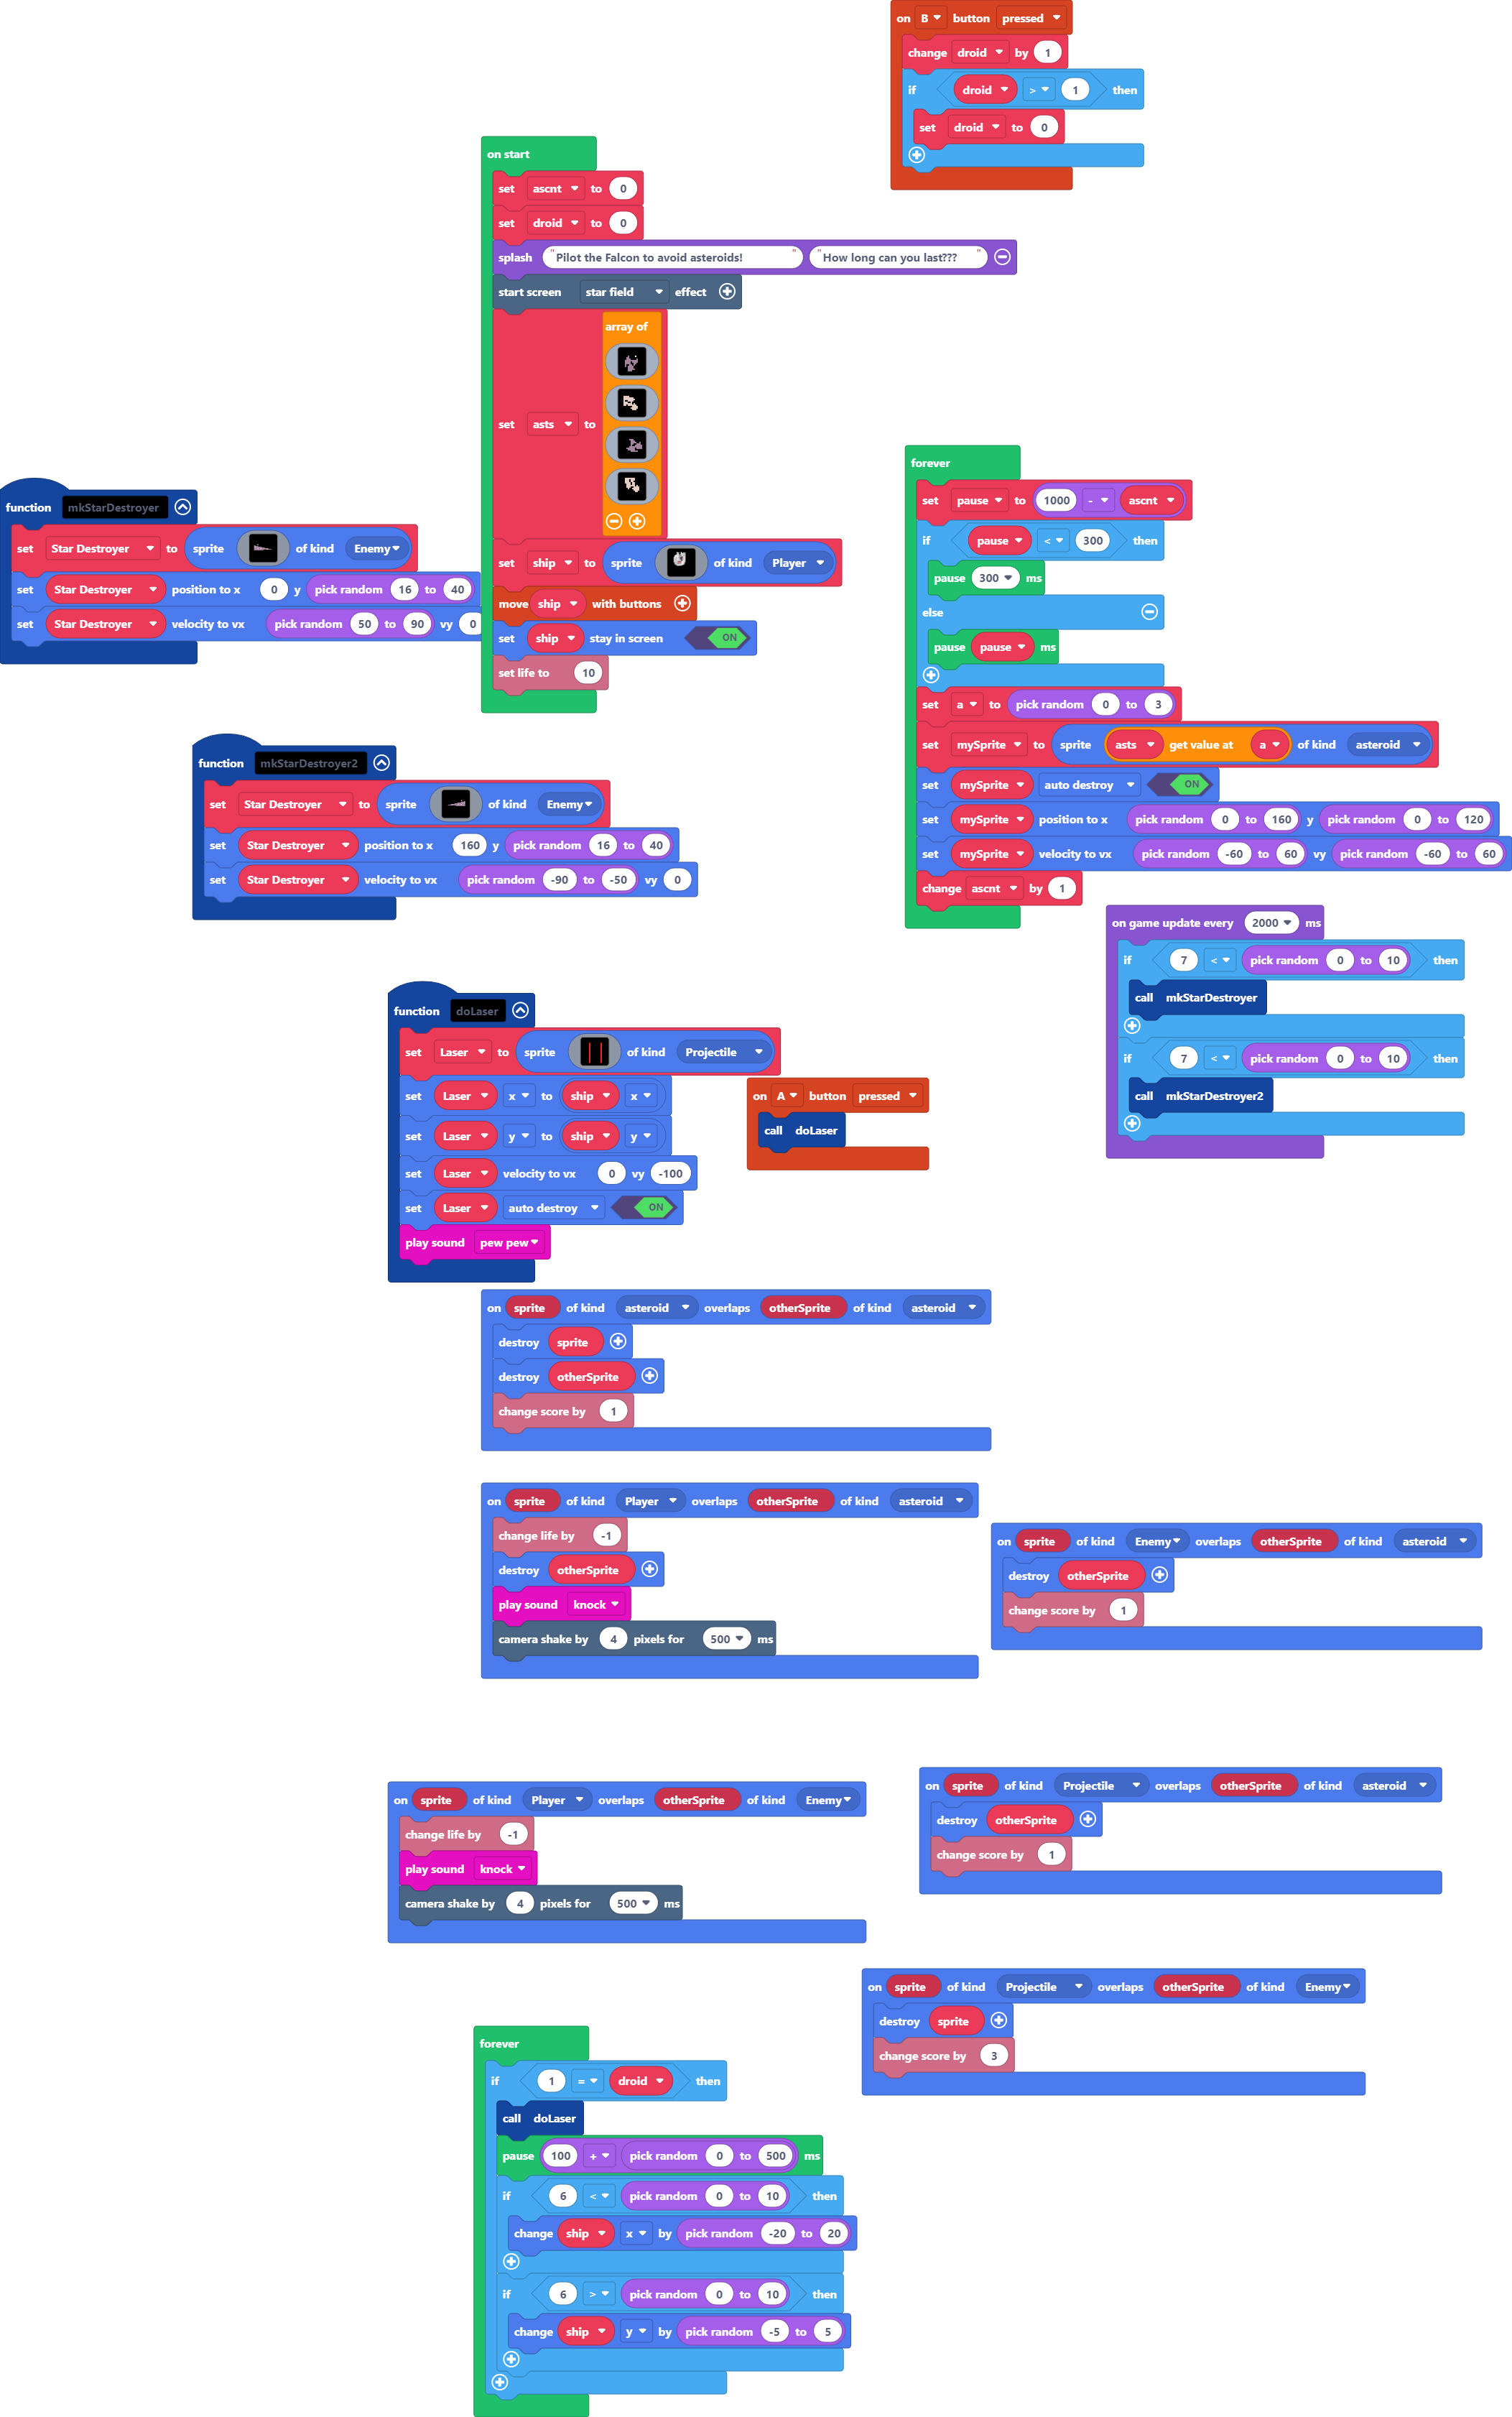 on B button pressed
change droid by 1
if droid > 1 then
set droid to 0
on start
set ascnt to 0
set droid to 0
splash "Pilot the Falcon to avoid asteroids!" "How long can you last???"
start screen star field effect
set asts to array of
set ship to sprite of kind Player
move ship with buttons
set ship stay in screen ON
set life to 10
function mkStarDestroyer
set Star Destroyer to sprite of kind Enemy
set Star Destroyer position to x 0 y pick random 16 to 40
set Star Destroyer velocity to vx pick random 50 to 90 vy 0
forever
set pause to 1000 - ascnt
if pause < 300 then
pause 300 ms
else
pause pause ms
set a to pick random 0 to 3
set mySprite to sprite asts get value at a of kind asteroid
set mySprite auto destroy ON
set mySprite position to x pick random 0 to 160 y pick random 0 to 120
set mySprite velocity to vx pick random -60 to 60 vy pick random -60 to 60
change ascnt by 1
function mkStarDestroyer2
set Star Destroyer to sprite of kind Enemy
set Star Destroyer position to x 160 y pick random 16 to 40
set Star Destroyer velocity to vx pick random -90 to -50 vy 0
on game update every 2000 ms
if 7 < pick random 0 to 10 then
call mkStarDestroyer
if 7 < pick random 0 to 10 then
call mkStarDestroyer2
function doLaser
set Laser to sprite of kind Projectile
set Laser x to ship x
set Laser y to ship y
set Laser velocity to vx 0 vy -100
set Laser auto destroy ON
play sound pew pew
on A button pressed
call doLaser
on sprite of kind asteroid overlaps otherSprite of kind asteroid
destroy sprite
destroy otherSprite
change score by 1
on sprite of kind Player overlaps otherSprite of kind asteroid
change life by -1
destroy otherSprite
play sound knock
camera shake by 4 pixels for 500 ms
on sprite of kind Enemy overlaps otherSprite of kind asteroid
destroy otherSprite
change score by 1
on sprite of kind Player overlaps otherSprite of kind Enemy
change life by -1
play sound knock
camera shake by 4 pixels for 500 ms
on sprite of kind Projectile overlaps otherSprite of kind asteroid
destroy otherSprite
change score by 1
on sprite of kind Projectile overlaps otherSprite of kind Enemy
destroy sprite
change score by 3
forever
if 1 = droid then
call doLaser
pause 100 + pick random 0 to 500 ms
if 6 < pick random 0 to 10 then
change ship x by pick random -20 to 20
if 6 > pick random 0 to 10 then
change ship y by pick random -5 to 5